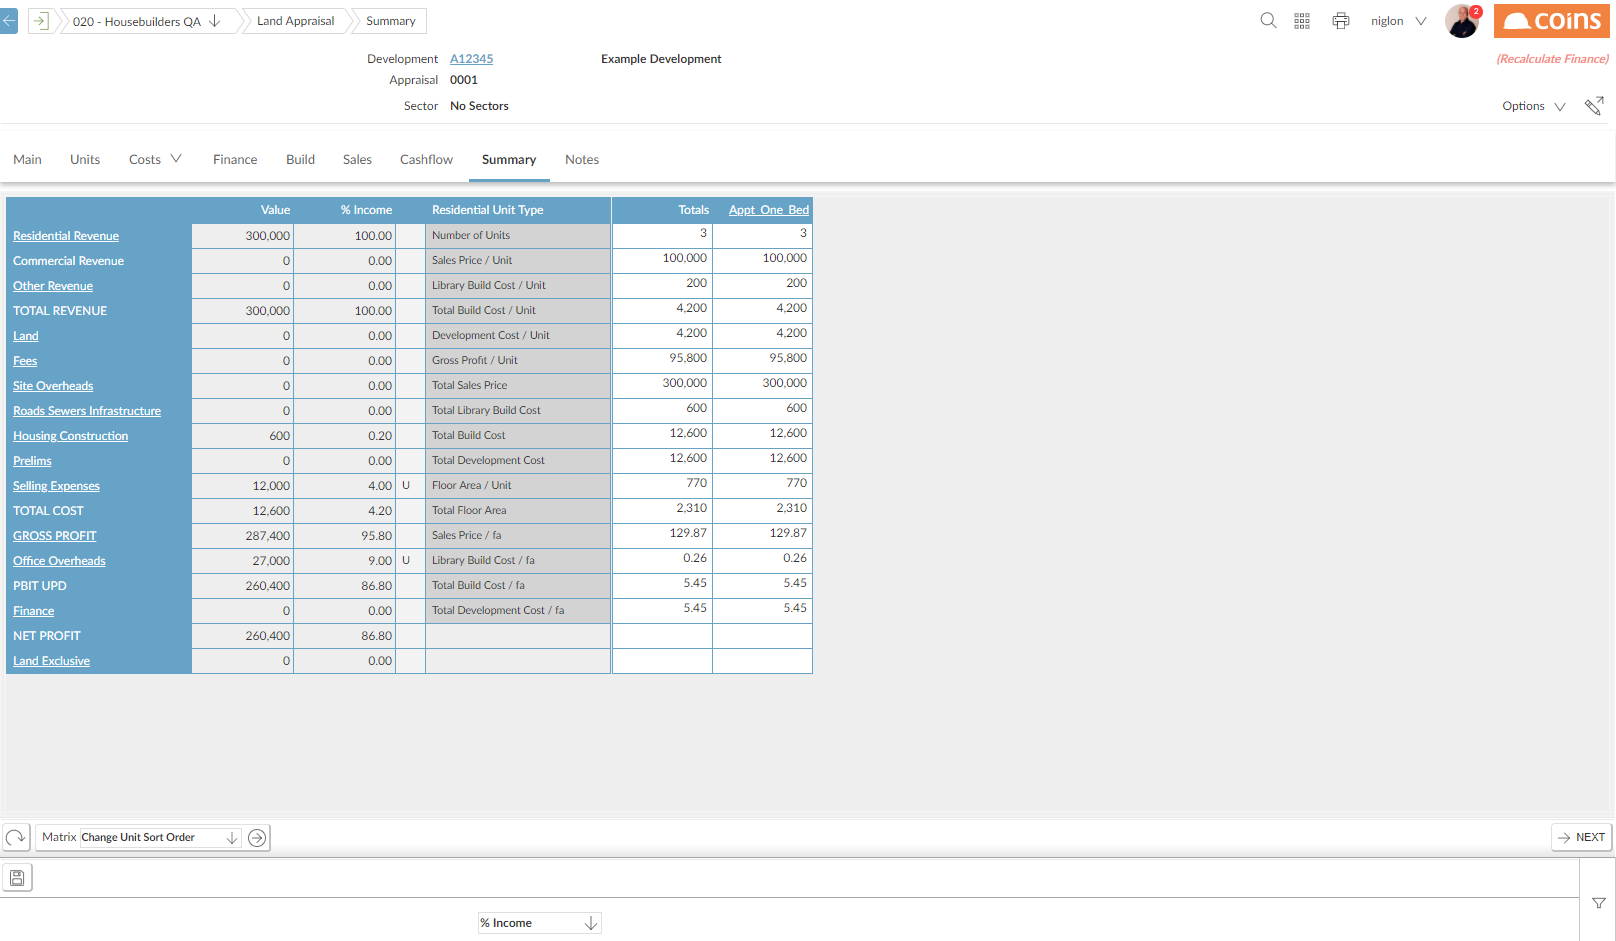 020 - Housebuilders QA Land Appraisal Summary niglon 2 coins
Development A12345 Example Development (Recalculate Finance)
Appraisal 0001
Sector No Sectors Options
Main Units Costs Finance Build Sales Cashflow Summary Notes
Value % Income Residential Unit Type Totals Appt One Bed
Residential Revenue 300,000 100.00 Number of Units 3 3
Commercial Revenue 0 0.00 Sales Price / Unit 100,000 100,000
Other Revenue 0 0.00 Library Build Cost / Unit 200 200
TOTAL REVENUE 300,000 100.00 Total Build Cost / Unit 4,200 4,200
Land 0 0.00 Development Cost / Unit 4,200 4,200
Fees 0 0.00 Gross Profit / Unit 95,800 95,800
Site Overheads 0 0.00 Total Sales Price 300,000 300,000
Roads Sewers Infrastructure 0 0.00 Total Library Build Cost 600 600
Housing Construction 600 0.20 Total Build Cost 12,600 12,600
Prelims 0 0.00 Total Development Cost 12,600 12,600
Selling Expenses 12,000 4.00 U Floor Area / Unit 770 770
TOTAL COST 12,600 4.20 Total Floor Area 2,310 2,310
GROSS PROFIT 287,400 95.80 Sales Price / fa 129.87 129.87
Office Overheads 27,000 9.00 U Library Build Cost / fa 0.26 0.26
PBIT UPD 260,400 86.80 Total Build Cost / fa 5.45 5.45
Finance 0 0.00 Total Development Cost / fa 5.45 5.45
NET PROFIT 260,400 86.80
Land Exclusive 0 0.00
Matrix Change Unit Sort Order NEXT
% Income